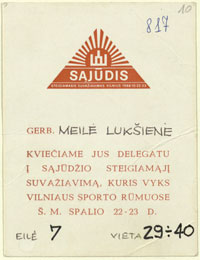 10
817
SĄJŪDIS
STEIGIAMASIS SUVAŽIAVIMAS VILNIUS 1988 10 22-23
GERB. MEILĖ LUKŠIENĖ
KVIEČIAME JUS DELEGATU
Į SĄJŪDŽIO STEIGIAMĄJĮ
SUVAŽIAVIMĄ, KURIS VYKS
VILNIAUS SPORTO RŪMUOSE
Š. M. SPALIO 22-23 D.
EILĖ 7 VIETA 29÷40